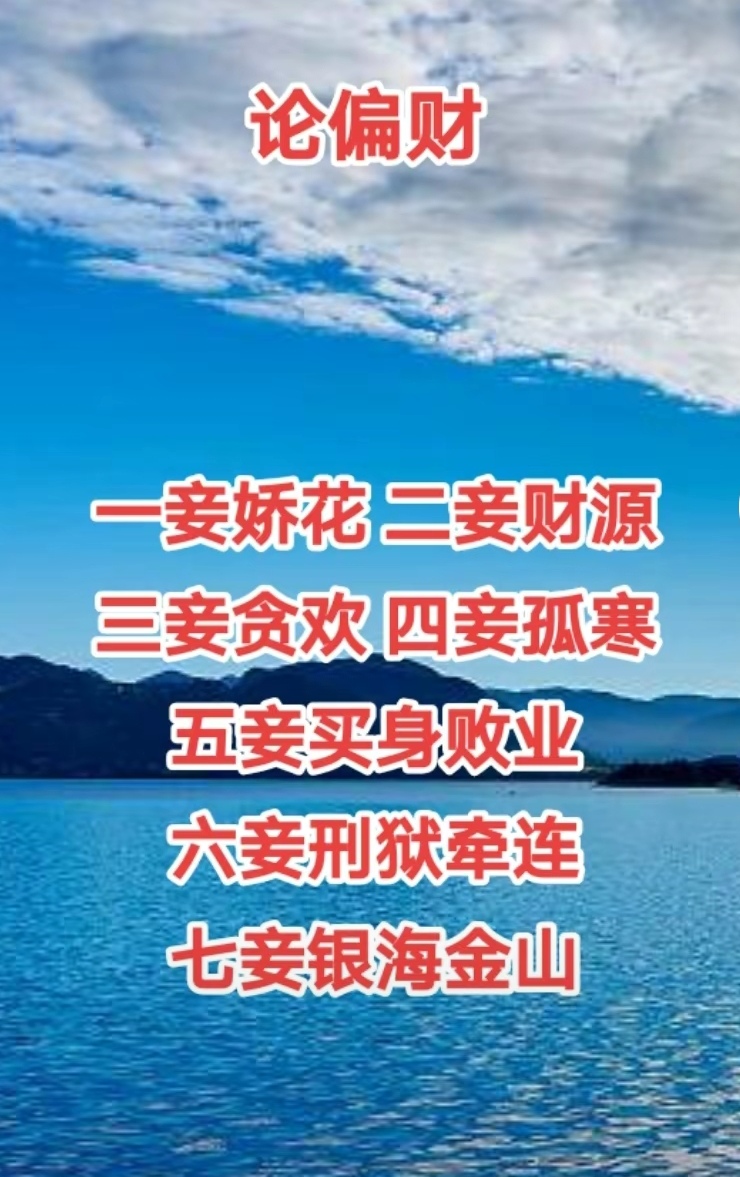 论偏财
一妾娇花 二妾财源
三妾贪欢 四妾孤寒
五妾买身败业
六妾刑狱牵连
七妾银海金山